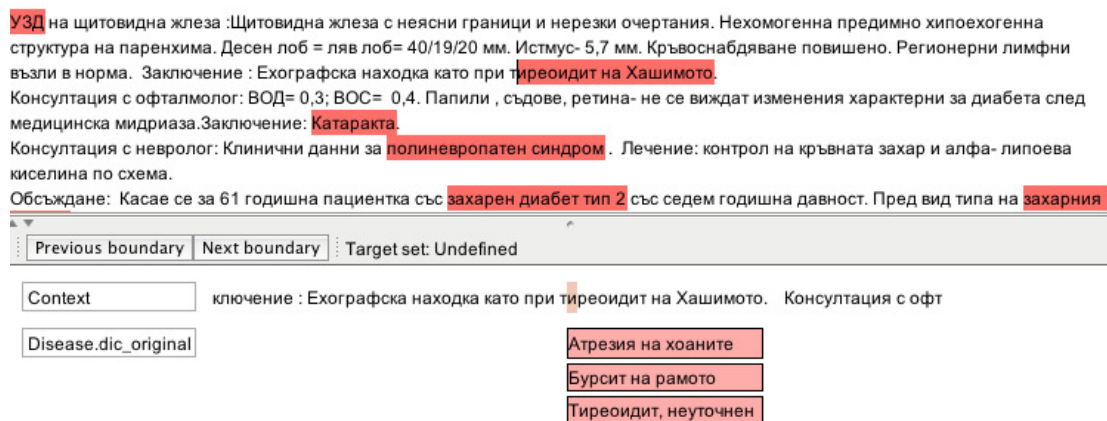 УЗД на щитовидна жлеза :Щитовидна жлеза с неясни граници и нерезки очертания. Нехомогенна предимно хипоехогенна
структура на паренхима. Десен лоб = ляв лоб= 40/19/20 мм. Истмус- 5,7 мм. Кръвоснабдяване повишено. Регионерни лимфни
възли в норма. Заключение : Ехографска находка като при тиреоидит на Хашимото.
Консултация с офталмолог: ВОД= 0,3; ВОС= 0,4. Папили , съдове, ретина- не се виждат изменения характерни за диабета след
медицинска мидриаза.Заключение: Катаракта.
Консултация с невролог: Клинични данни за полиневропатен синдром . Лечение: контрол на кръвната захар и алфа- липоева
киселина по схема.
Обсъждане: Касае се за 61 годишна пациентка със захарен диабет тип 2 със седем годишна давност. Пред вид типа на захарния
Previous boundary Next boundary Target set: Undefined
Context ключение : Ехографска находка като при тиреоидит на Хашимото. Консултация с офт
Disease.dic_original Атрезия на хоаните
Бурсит на рамото
Тиреоидит, неуточнен